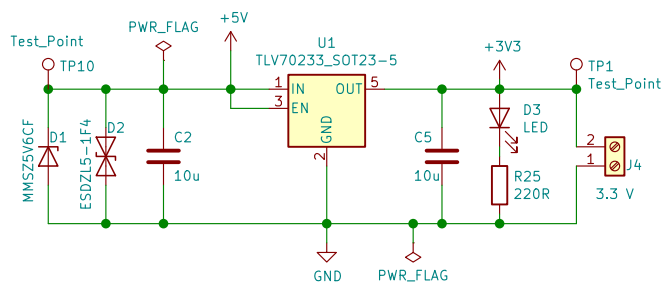 +5V
PWR_FLAG
Test_Point
TP10
U1
TLV70233_SOT23-5
+3V3
TP1
Test_Point
1
IN
OUT
5
3
EN
GND
2
D1
MMSZ5V6CF
D2
ESDZL5-1F4
C2
10u
C5
10u
D3
LED
R25
220R
2
1
J4
3.3 V
GND
PWR_FLAG